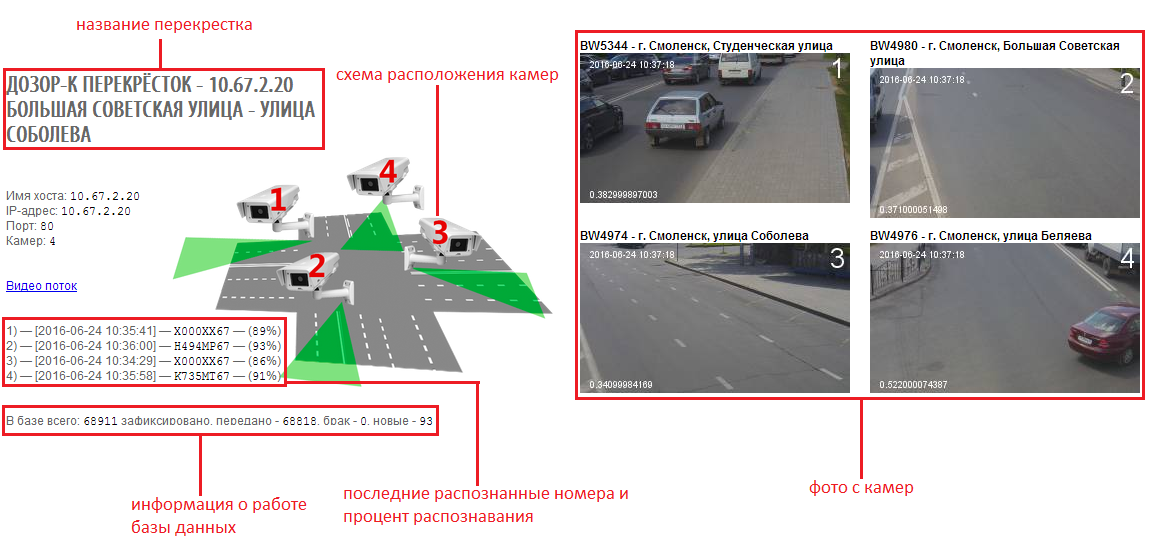 название перекрестка
ДОЗОР-К ПЕРЕКРЁСТОК - 10.67.2.20
БОЛЬШАЯ СОВЕТСКАЯ УЛИЦА - УЛИЦА
СОБОЛЕВА
схема расположения камер
Имя хоста: 10.67.2.20
IP-адрес: 10.67.2.20
Порт: 80
Камер: 4
Видео поток
1
2
3
4
1) — [2016-06-24 10:35:41] — X000XX67 — (89%)
2) — [2016-06-24 10:36:00] — H494MP67 — (93%)
3) — [2016-06-24 10:34:29] — X000XX67 — (86%)
4) — [2016-06-24 10:35:58] — K735MT67 — (91%)
В базе всего: 68911 зафиксировано, передано - 68818, брак - 0, новые - 93
информация о работе
базы данных
последние распознанные номера и
процент распознавания
BW5344 - г. Смоленск, Студенческая улица
2016-06-24 10:37:18
1
0.382999897003
BW4980 - г. Смоленск, Большая Советская
улица
2016-06-24 10:37:18
2
0.371000051498
BW4974 - г. Смоленск, улица Соболева
2016-06-24 10:37:18
3
0.34099984169
BW4976 - г. Смоленск, улица Беляева
2016-06-24 10:37:18
4
0.522000074387
фото с камер